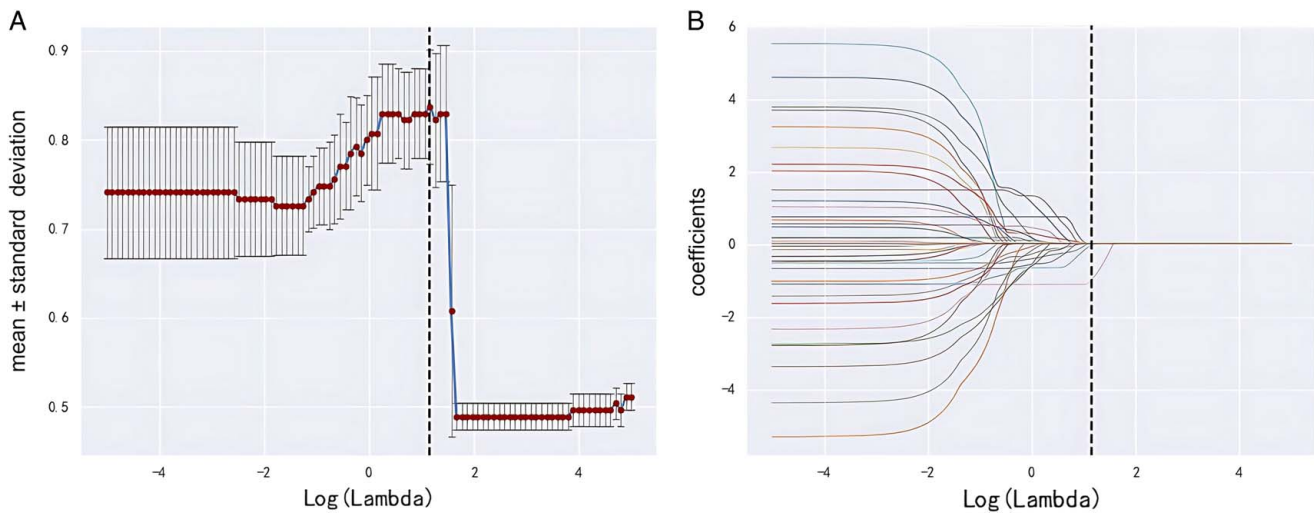 A
mean ± standard deviation
0.9
0.8
0.7
0.6
0.5
-4 -2 0 2 4
Log(Lambda)
B
coefficients
6
4
2
0
-2
-4
-4 -2 0 2 4
Log(Lambda)